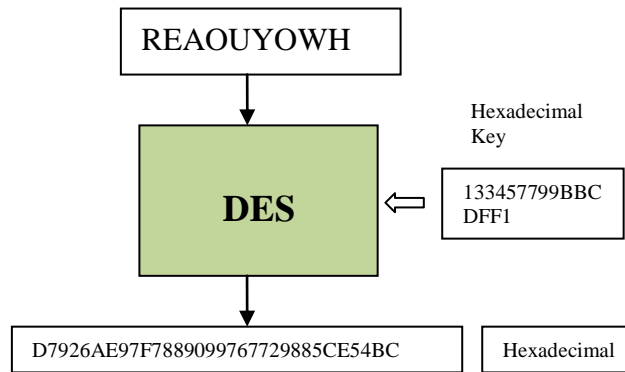 REAOUYOWH
Hexadecimal
Key
DES
133457799BBC
DFF1
D7926AE97F7889099767729885CE54BC
Hexadecimal